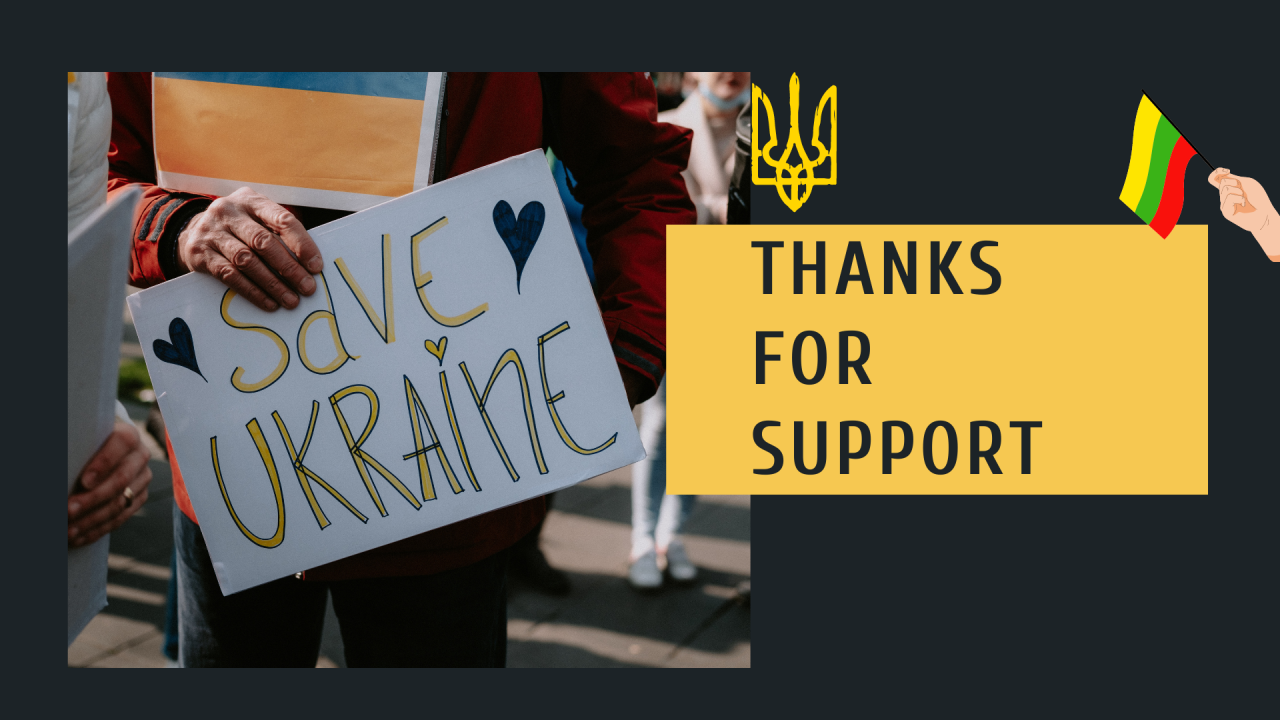 SaVE
UKRAiNE
THANKS
FOR
SUPPORT